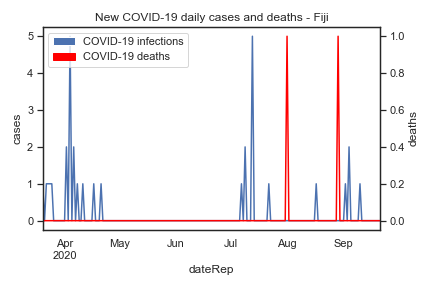 New COVID-19 daily cases and deaths - Fiji
COVID-19 infections
COVID-19 deaths
5
4
3
2
1
0
cases
1.0
0.8
0.6
0.4
0.2
0.0
deaths
Apr
2020
May
Jun
Jul
Aug
Sep
dateRep